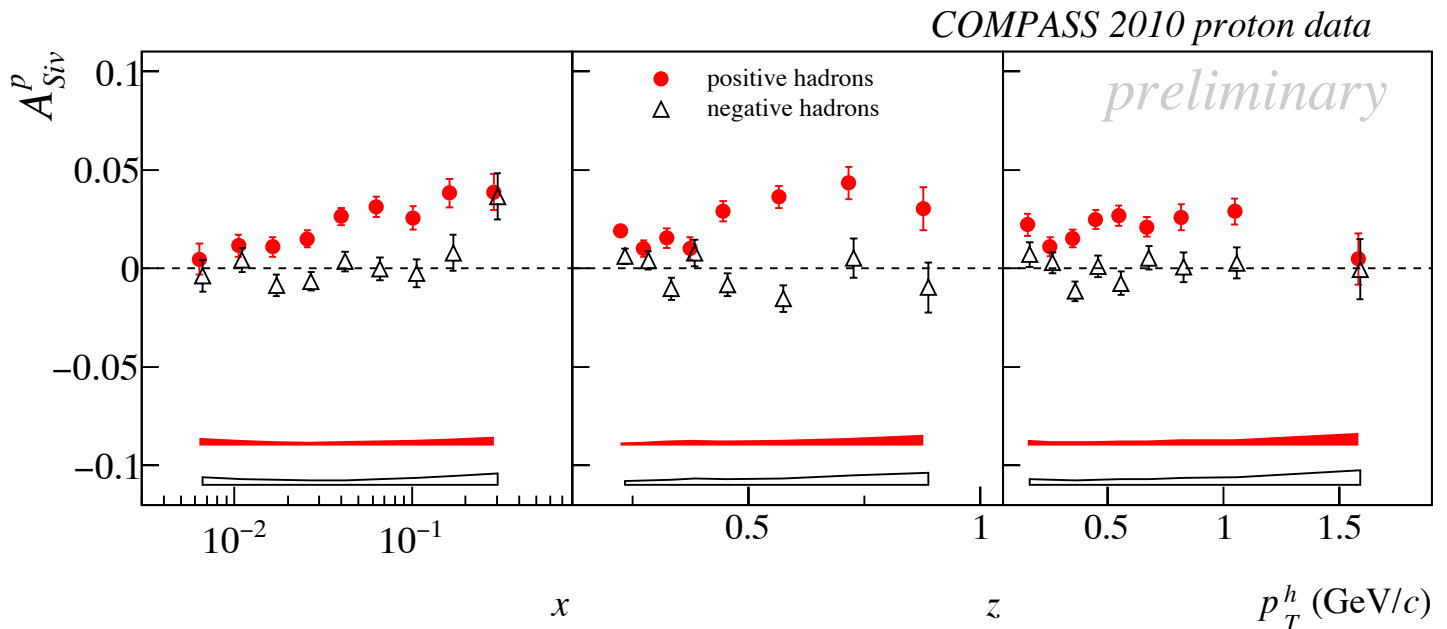 COMPASS 2010 proton data
preliminary
A^p_Siv
positive hadrons
negative hadrons
0.1
0.05
0
−0.05
−0.1
10^−2 10^−1 0.5 1 0.5 1 1.5
x z p_T^h (GeV/c)